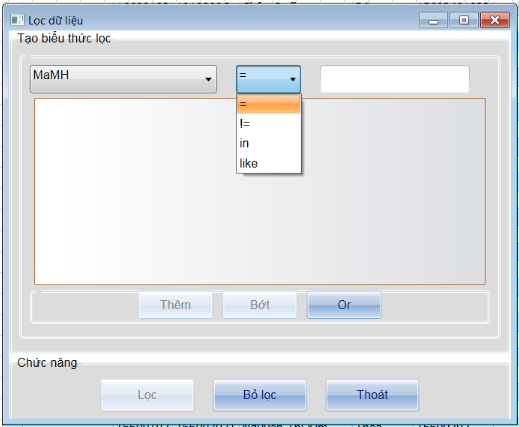 Lọc dữ liệu
Tạo biểu thức lọc
MaMH
=
=
!=
in
like
Thêm
Bớt
Or
Chức năng
Lọc
Bỏ lọc
Thoát